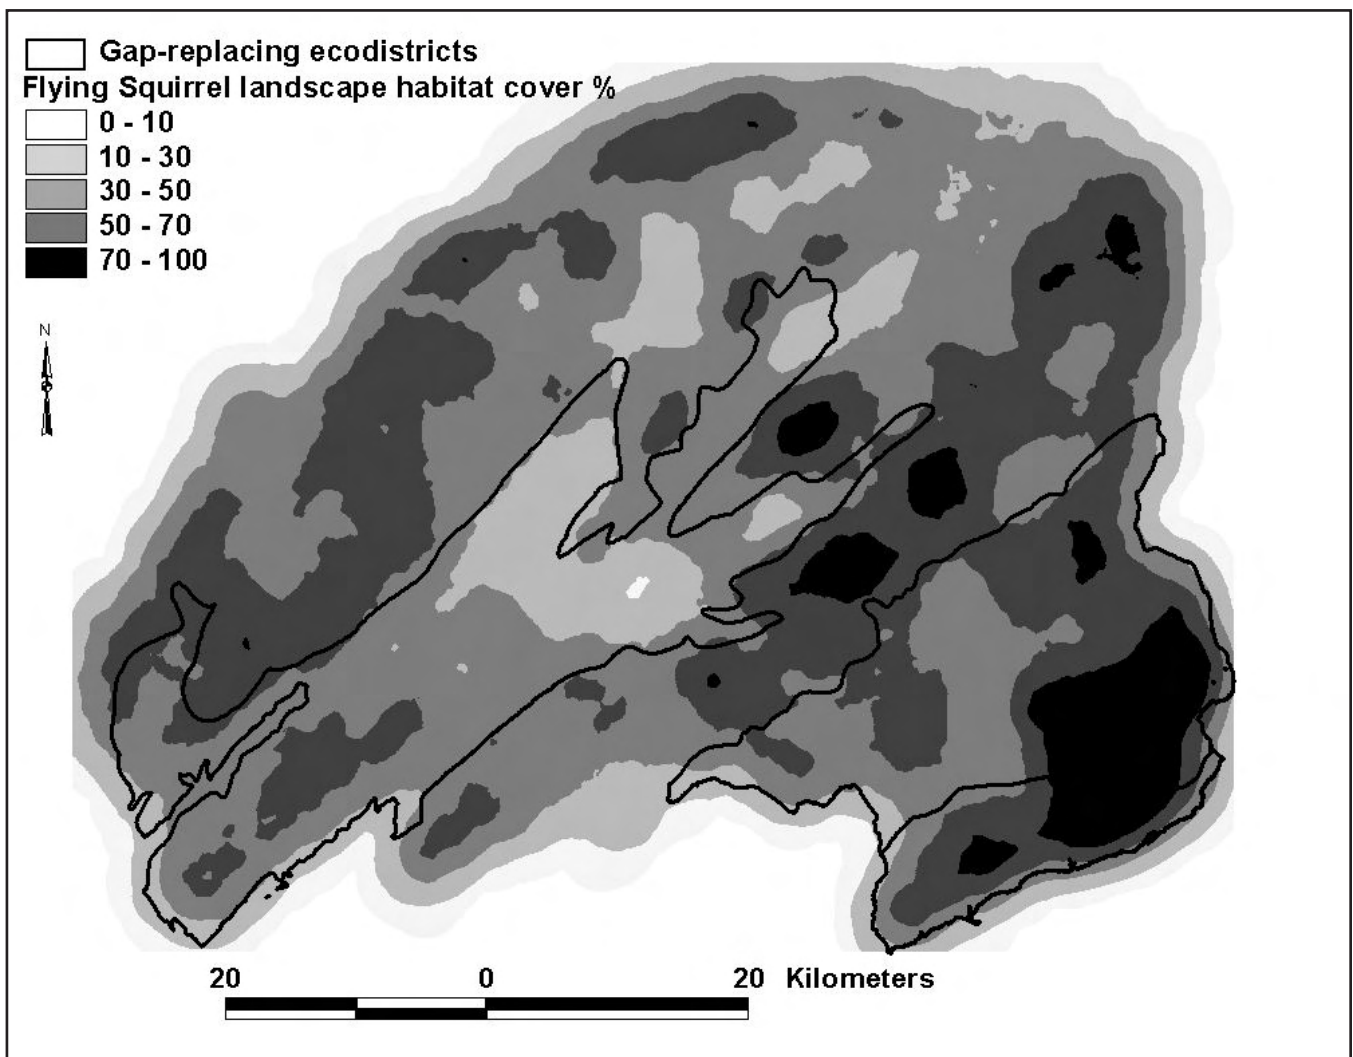 Gap-replacing ecodistricts
Flying Squirrel landscape habitat cover %
0 - 10
10 - 30
30 - 50
50 - 70
70 - 100
N
20 0 20 Kilometers